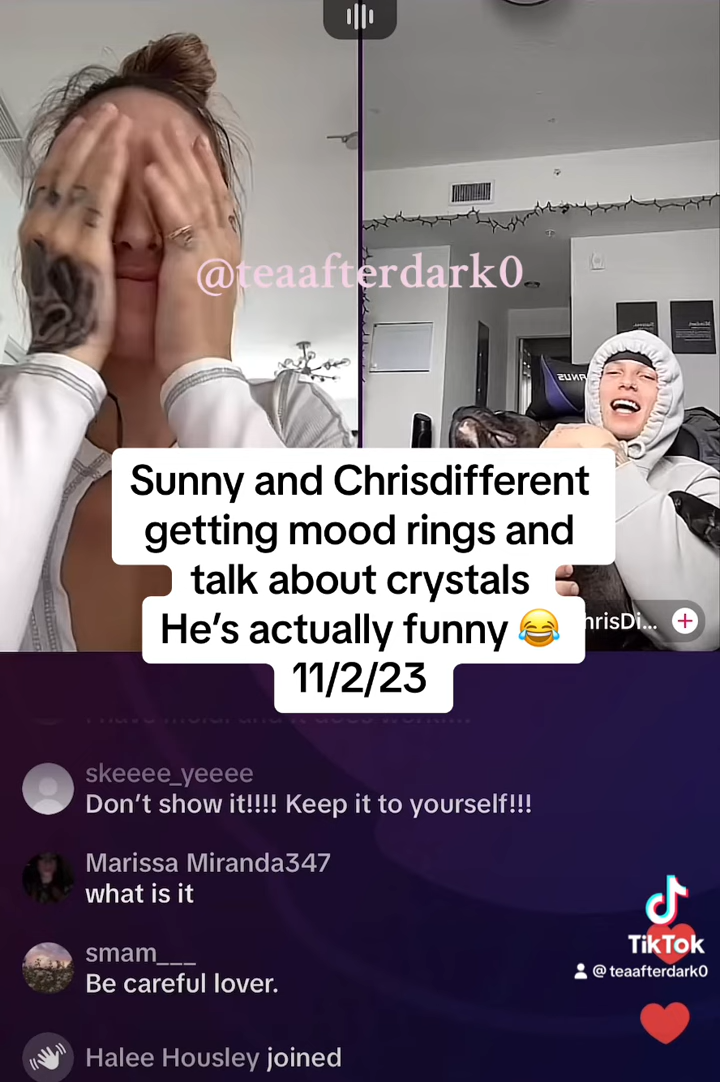 @teaafterdark0
Sunny and Chrisdifferent
getting mood rings and
talk about crystals
He's actually funny 😂
hrisDi...
11/2/23
skeeee_yeeee
Don't show it!!!! Keep it to yourself!!!
Marissa Miranda347
what is it
smam___
Be careful lover.
TikTok
@teaafterdark0
Halee Housley joined